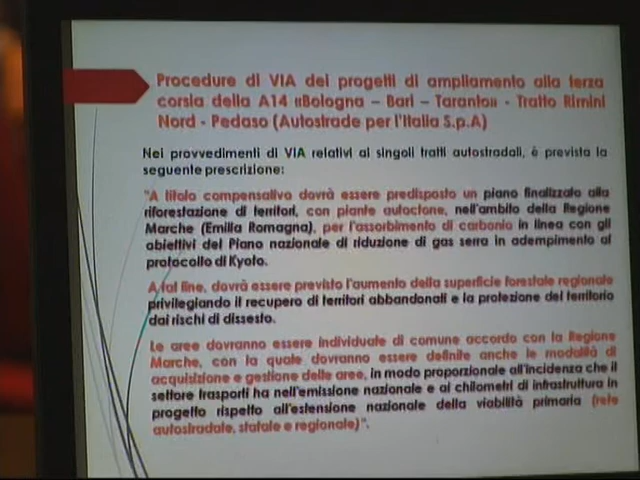 Procedure di VIA dei progetti di ampliamento alla terza
corsia della A14 «Bologna – Bari – Taranto» - Tratto Rimini
Nord - Pedaso (Autostrade per l'Italia S.p.A)
Nei provvedimenti di VIA relativi ai singoli tratti autostradali, è prevista la
seguente prescrizione:
"A titolo compensativo dovrà essere predisposto un piano finalizzato alla
riforestazione di territori, con piante autoctone, nell'ambito della Regione
Marche (Emilia Romagna), per l'assorbimento di carbonio in linea con gli
obiettivi del Piano nazionale di riduzione di gas serra in adempimento al
protocollo di Kyoto.
A tal fine, dovrà essere previsto l'aumento della superficie forestale regionale
privilegiando il recupero di territori abbandonati e la protezione del territorio
dai rischi di dissesto.
Le aree dovranno essere individuate di comune accordo con la Regione
Marche, con la quale dovranno essere definite anche le modalità di
acquisizione e gestione delle aree, in modo proporzionale all'incidenza che il
settore trasporti ha nell'emissione nazionale e ai chilometri di infrastruttura in
progetto rispetto all'estensione nazionale della viabilità primaria (rete
autostradale, statale e regionale)".